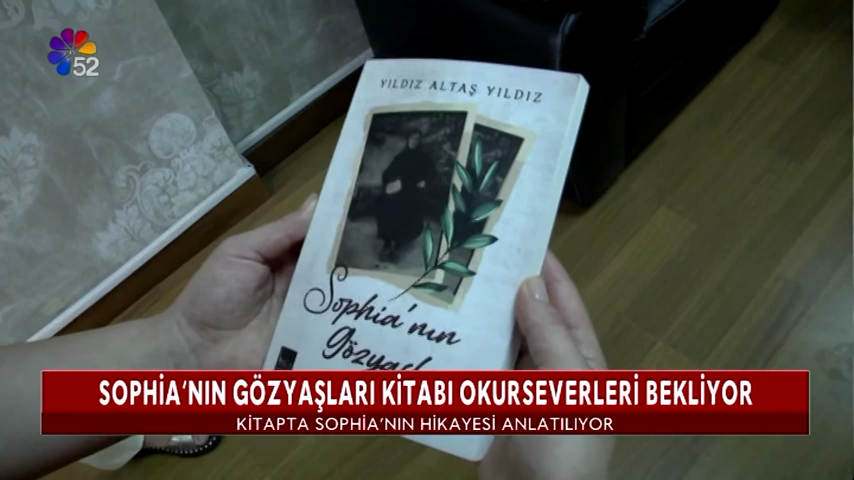 52
YILDIZ ALTAŞ YILDIZ
Sophia'nın
SOPHİA'NIN GÖZYAŞLARI KİTABI OKURSEVERLERİ BEKLİYOR
KİTAPTA SOPHİA'NIN HİKAYESİ ANLATILIYOR